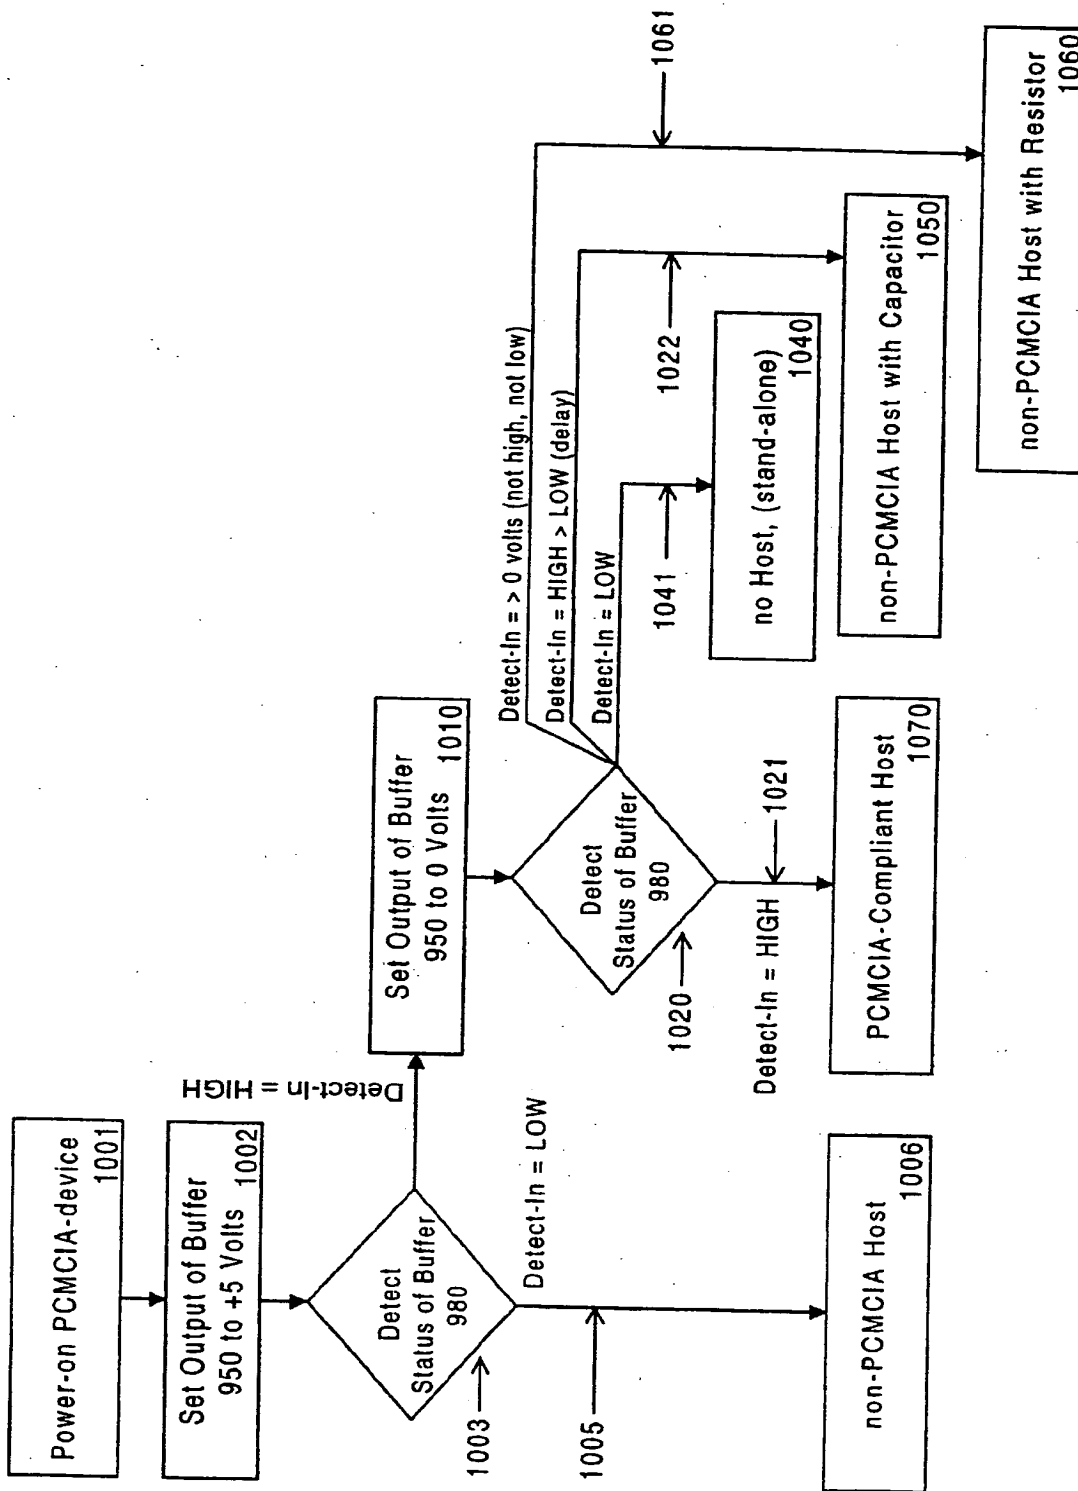 Power-on PCMCIA-device
1001
Set Output of Buffer
950 to +5 Volts
1002
Detect
Status of Buffer
980
1003
Detect-In = HIGH
Detect-In = LOW
1005
non-PCMCIA Host
1006
Set Output of Buffer
950 to 0 Volts
1010
Detect
Status of Buffer
980
1020
Detect-In = HIGH
1021
PCMCIA-Compliant Host
1070
Detect-In = > 0 volts (not high, not low)
Detect-In = HIGH > LOW (delay)
Detect-In = LOW
1041
no Host, (stand-alone)
1040
1022
non-PCMCIA Host with Capacitor
1050
1061
non-PCMCIA Host with Resistor
1060